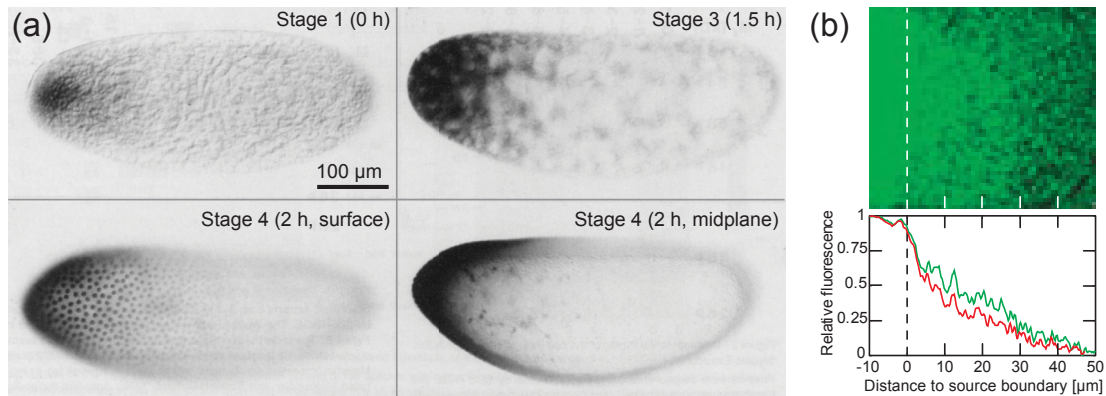 (a)
Stage 1 (0 h)
Stage 3 (1.5 h)
100 µm
Stage 4 (2 h, surface)
Stage 4 (2 h, midplane)
(b)
1
0.75
0.5
0.25
0
Relative fluorescence
-10 0 10 20 30 40 50
Distance to source boundary [µm]